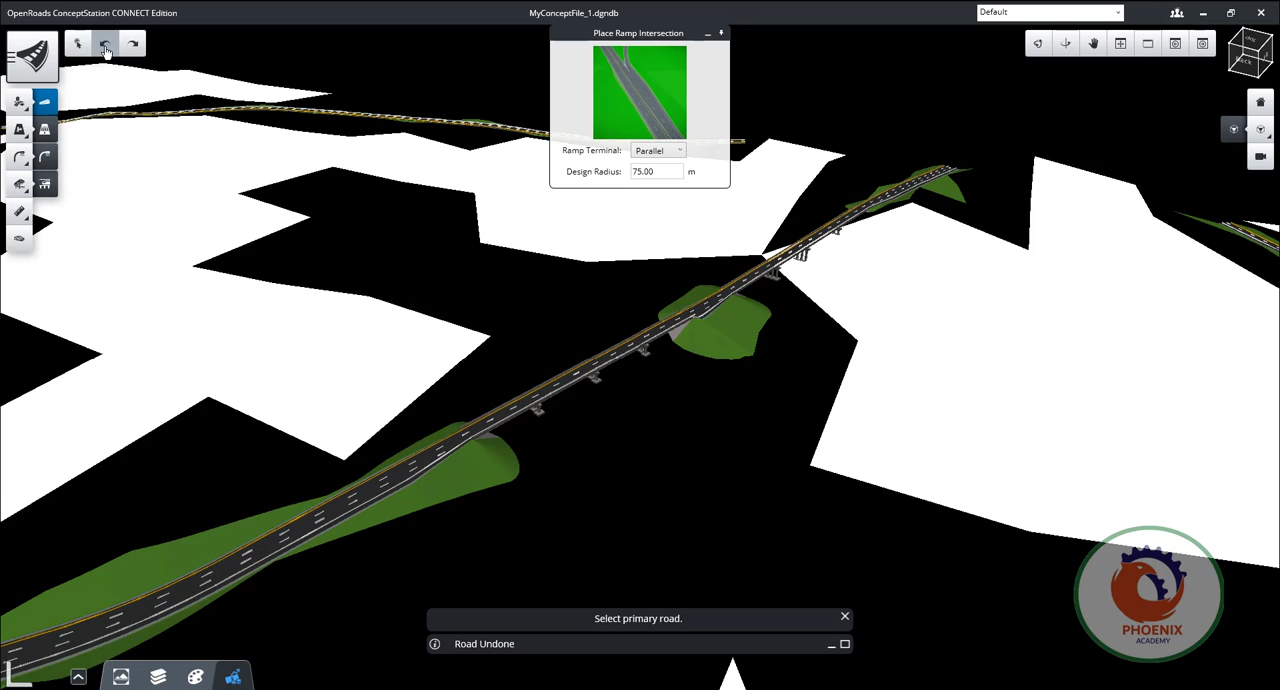 OpenRoads ConceptStation CONNECT Edition
MyConceptFile_1.dgndb
Default
Place Ramp Intersection
Ramp Terminal: Parallel
Design Radius: 75.00 m
Select primary road.
Road Undone
PHOENIX
ACADEMY